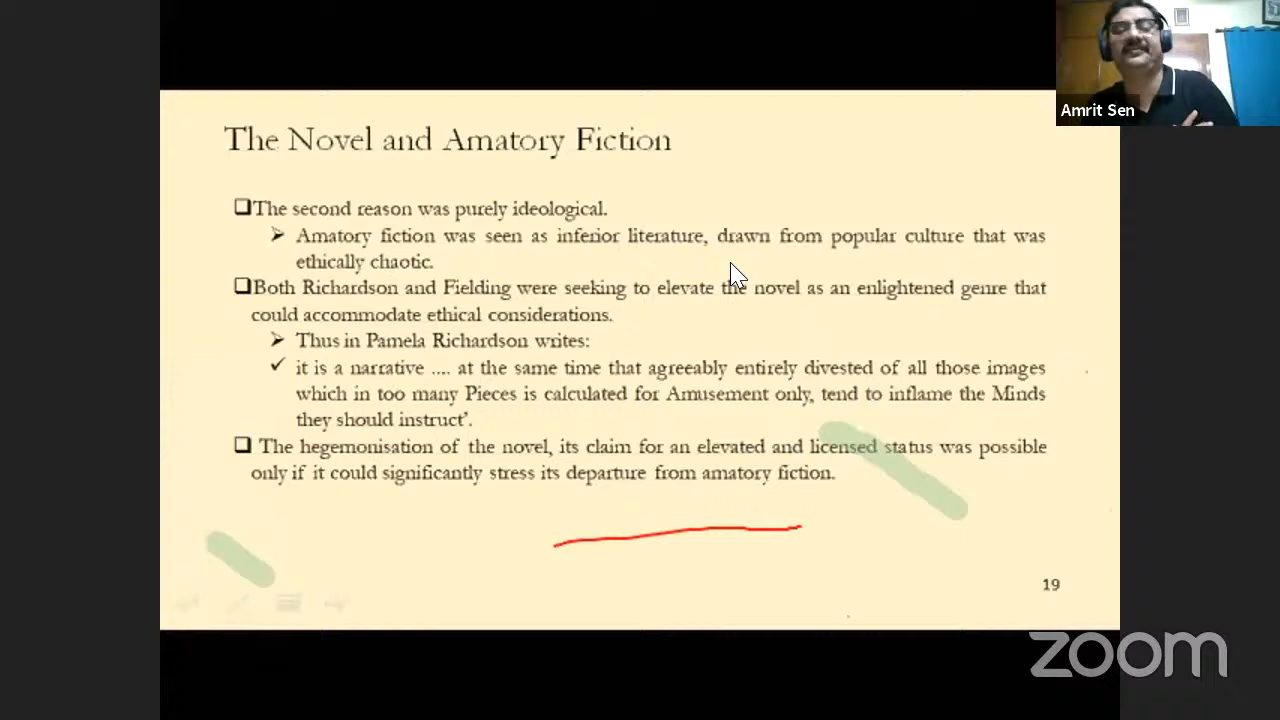 Amrit Sen
The Novel and Amatory Fiction
The second reason was purely ideological.
Amatory fiction was seen as inferior literature, drawn from popular culture that was
ethically chaotic.
Both Richardson and Fielding were seeking to elevate the novel as an enlightened genre that
could accommodate ethical considerations.
Thus in Pamela Richardson writes:
it is a narrative .... at the same time that agreeably entirely divested of all those images
which in too many Pieces is calculated for Amusement only, tend to inflame the Minds
they should instruct'.
The hegemonisation of the novel, its claim for an elevated and licensed status was possible
only if it could significantly stress its departure from amatory fiction.
19
zoom